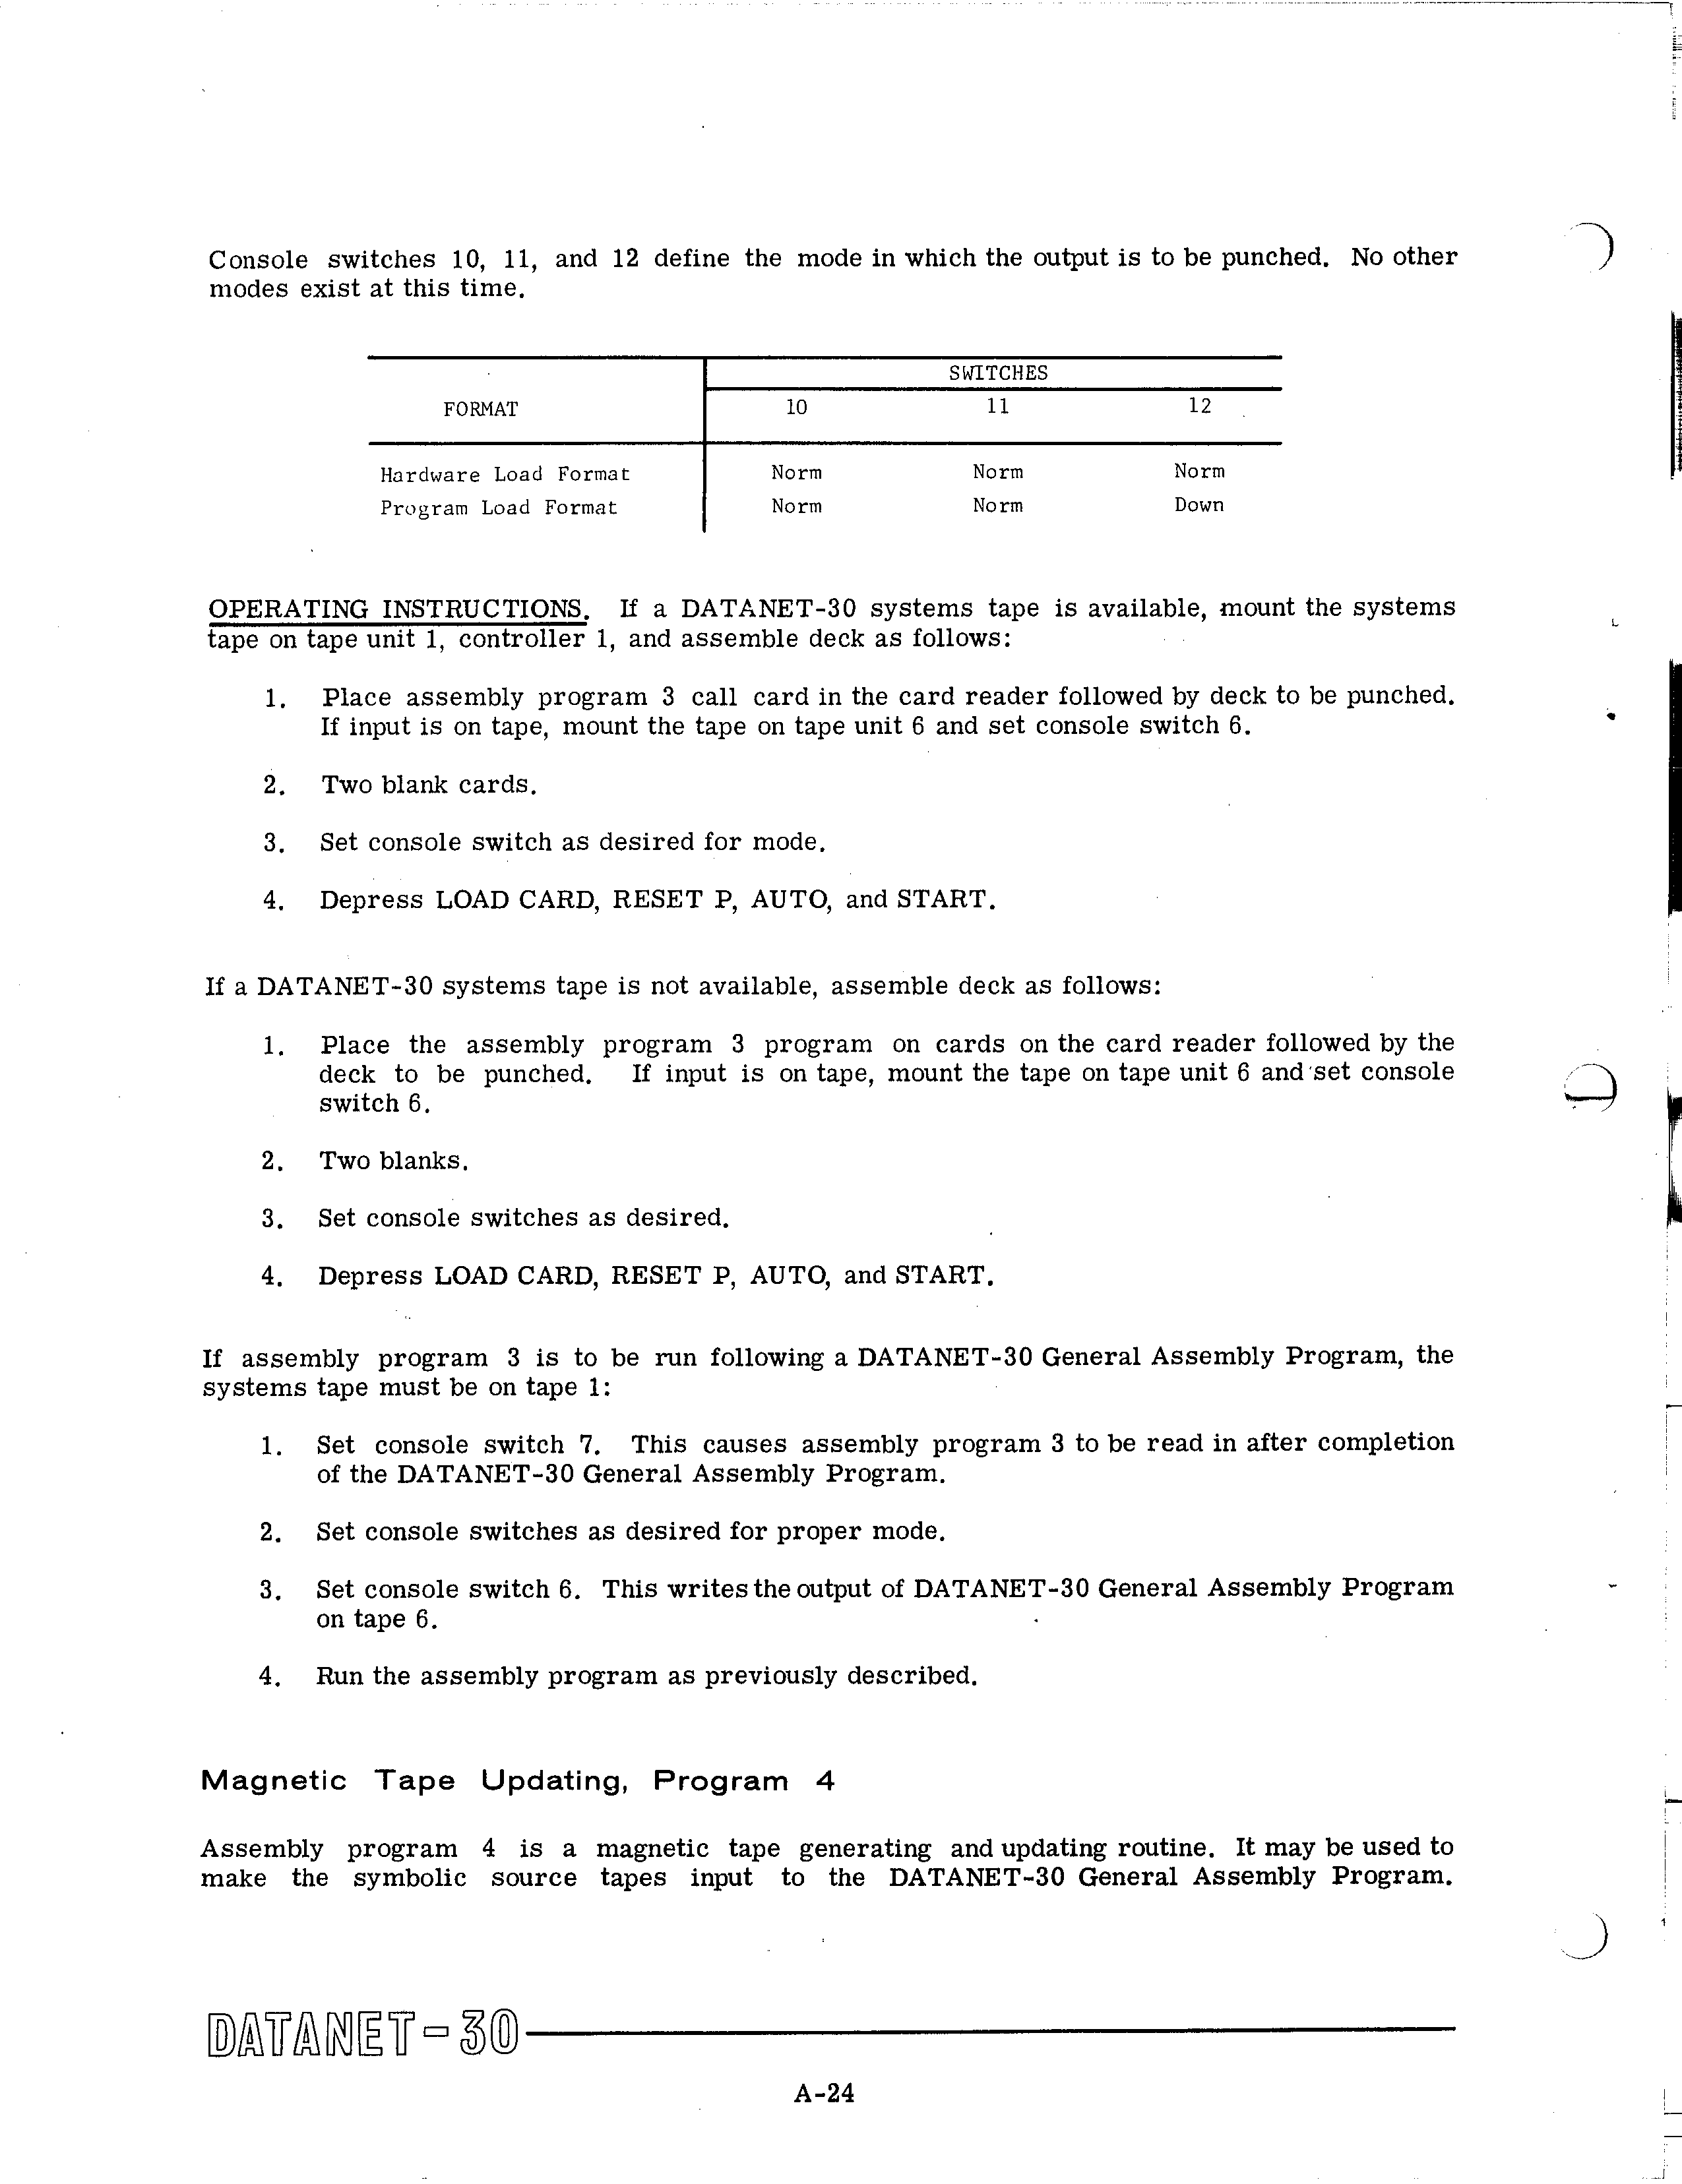 Console switches 10, 11, and 12 define the mode in which the output is to be punched. No other
modes exist at this time.
SWITCHES
FORMAT 10 11 12
Hardware Load Format Norm Norm Norm
Program Load Format Norm Norm Down
OPERATING INSTRUCTIONS. If a DATANET-30 systems tape is available, mount the systems
tape on tape unit 1, controller 1, and assemble deck as follows:
1. Place assembly program 3 call card in the card reader followed by deck to be punched.
If input is on tape, mount the tape on tape unit 6 and set console switch 6.
2. Two blank cards.
3. Set console switch as desired for mode.
4. Depress LOAD CARD, RESET P, AUTO, and START.
If a DATANET-30 systems tape is not available, assemble deck as follows:
1. Place the assembly program 3 program on cards on the card reader followed by the
deck to be punched. If input is on tape, mount the tape on tape unit 6 and set console
switch 6.
2. Two blanks.
3. Set console switches as desired.
4. Depress LOAD CARD, RESET P, AUTO, and START.
If assembly program 3 is to be run following a DATANET-30 General Assembly Program, the
systems tape must be on tape 1:
1. Set console switch 7. This causes assembly program 3 to be read in after completion
of the DATANET-30 General Assembly Program.
2. Set console switches as desired for proper mode.
3. Set console switch 6. This writes the output of DATANET-30 General Assembly Program
on tape 6.
4. Run the assembly program as previously described.
Magnetic Tape Updating, Program 4
Assembly program 4 is a magnetic tape generating and updating routine. It may be used to
make the symbolic source tapes input to the DATANET-30 General Assembly Program.
DATANET-30
A-24